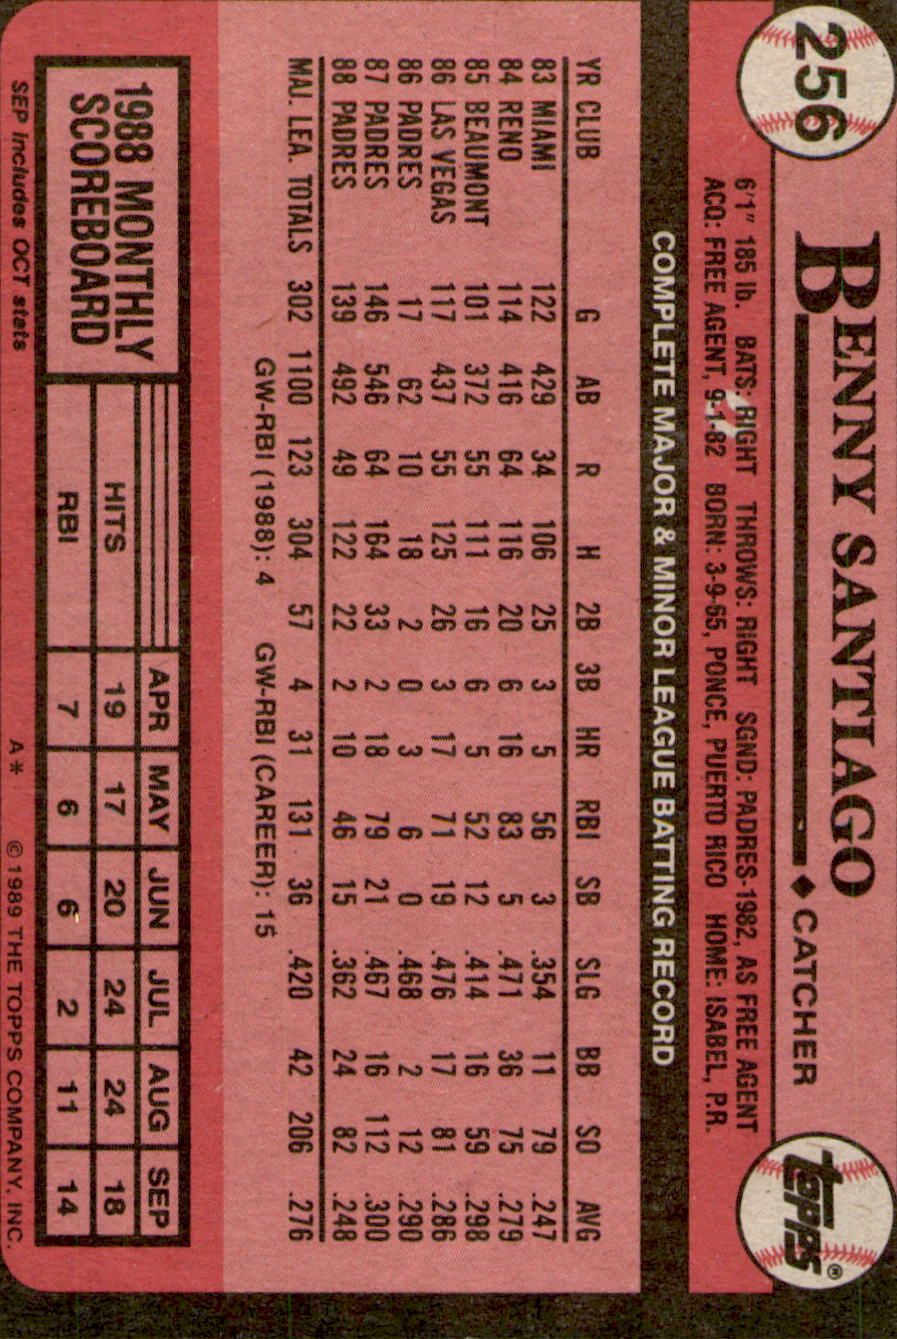 256
BENNY SANTIAGO
◆ CATCHER
topps®
6'1" 185 lb. BATS: RIGHT THROWS: RIGHT SGND: PADRES-1982, AS FREE AGENT
ACQ: FREE AGENT, 9-1-82 BORN: 3-9-65, PONCE, PUERTO RICO HOME: ISABEL, P.R.
COMPLETE MAJOR & MINOR LEAGUE BATTING RECORD
YR CLUB G AB R H 2B 3B HR RBI SB SLG BB SO AVG
83 MIAMI 122 429 34 106 25 3 5 56 3 .354 11 79 .247
84 RENO 114 416 64 116 20 6 16 83 5 .471 36 75 .279
85 BEAUMONT 101 372 55 111 16 6 5 52 12 .414 16 59 .298
86 LAS VEGAS 117 437 55 125 26 3 17 71 19 .476 17 81 .286
86 PADRES 17 62 10 18 2 0 3 6 0 .468 2 12 .290
87 PADRES 146 546 64 164 33 2 18 79 21 .467 16 112 .300
88 PADRES 139 492 49 122 22 2 10 46 15 .362 24 82 .248
MAJ. LEA. TOTALS 302 1100 123 304 57 4 31 131 36 .420 42 206 .276
GW-RBI (1988): 4 GW-RBI (CAREER): 15
1988 MONTHLY
SCOREBOARD
APR MAY JUN JUL AUG SEP
HITS 19 17 20 24 24 18
RBI 7 6 6 2 11 14
SEP includes OCT stats A* © 1989 THE TOPPS COMPANY, INC.